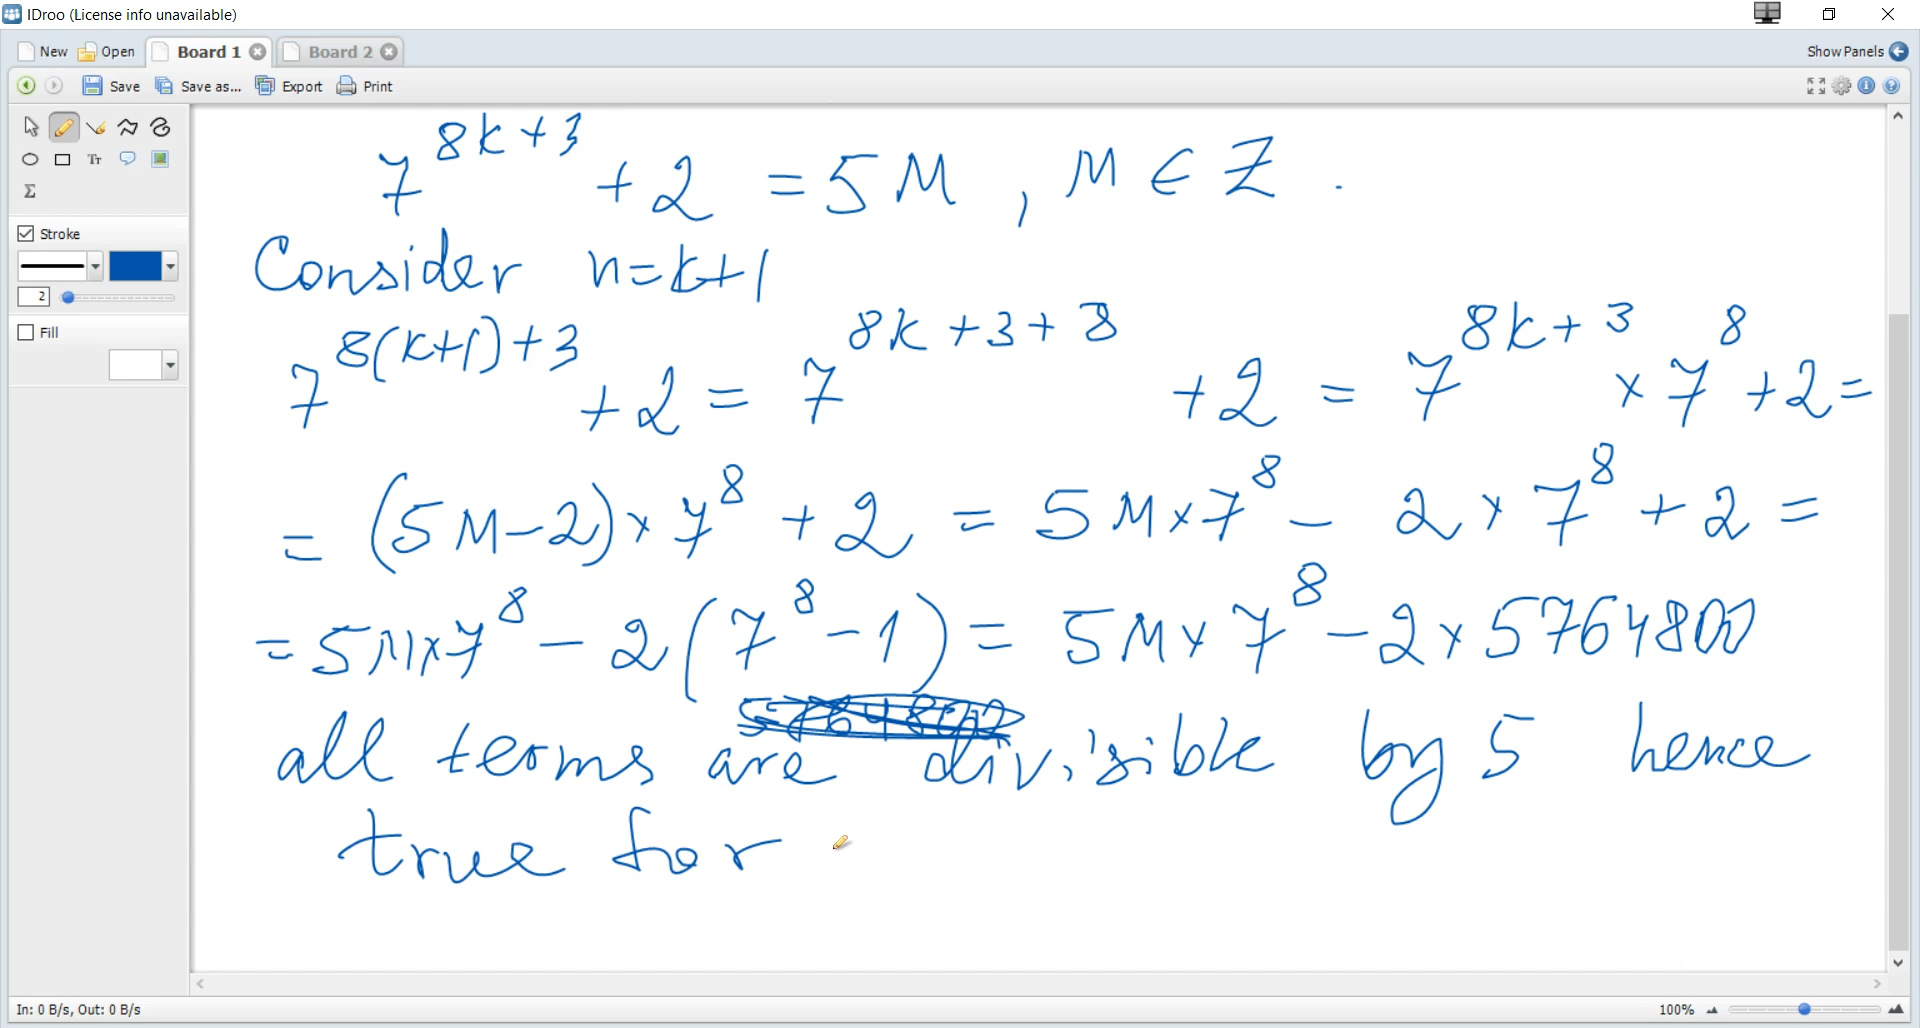 IDroo (License info unavailable)
New Open Board 1 Board 2 Show Panels
Save Save as... Export Print
Tt
Σ
Stroke
2
Fill
7^{8k+3} + 2 = 5M , M ∈ Z .
Consider n=k+1
7^{8(k+1)+3} + 2 = 7^{8k+3+8} + 2 = 7^{8k+3} × 7^8 + 2 =
= (5M-2) × 7^8 + 2 = 5M × 7^8 - 2 × 7^8 + 2 =
= 5M × 7^8 - 2(7^8 - 1) = 5M × 7^8 - 2 × 5764800
all terms are divisible by 5 hence
true for
In: 0 B/s, Out: 0 B/s 100%